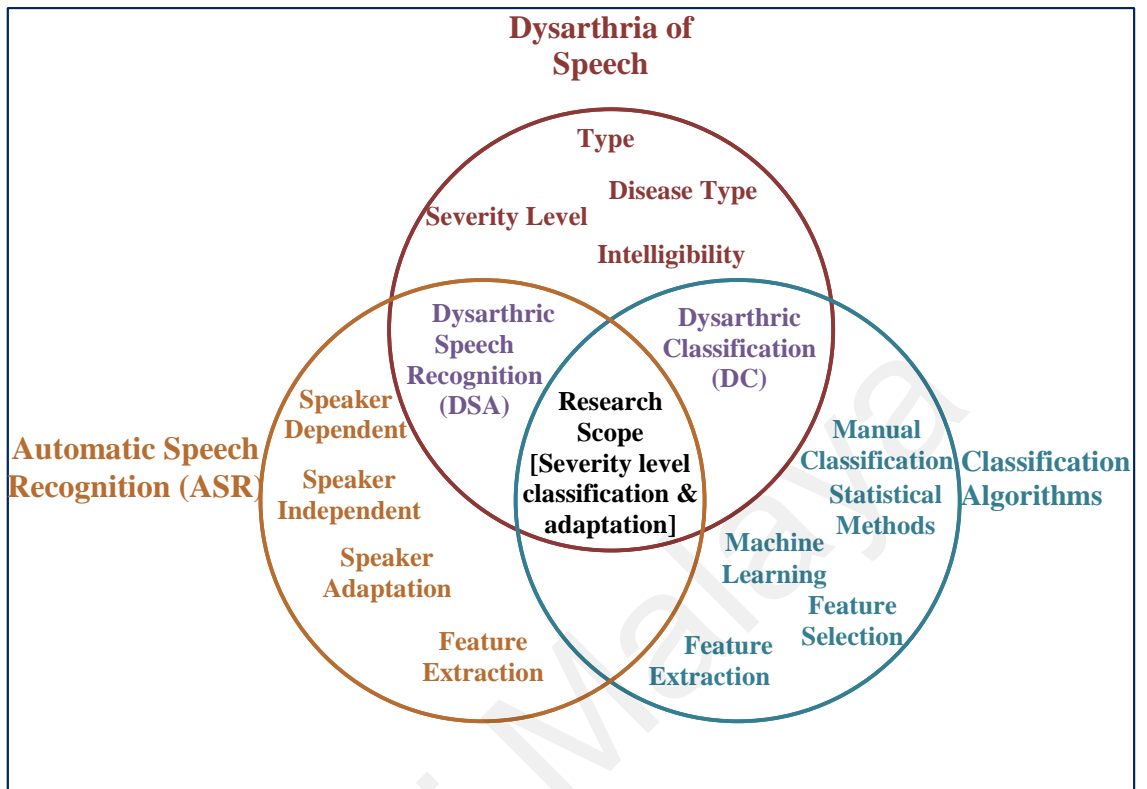 Dysarthria of
Speech
Type
Disease Type
Severity Level
Intelligibility
Dysarthric
Speech
Recognition
(DSA)
Dysarthric
Classification
(DC)
Research
Scope
[Severity level
classification &
adaptation]
Automatic Speech
Recognition (ASR)
Speaker
Dependent
Speaker
Independent
Speaker
Adaptation
Feature
Extraction
Classification
Algorithms
Manual
Classification
Statistical
Methods
Machine
Learning
Feature
Selection
Feature
Extraction
Malaya